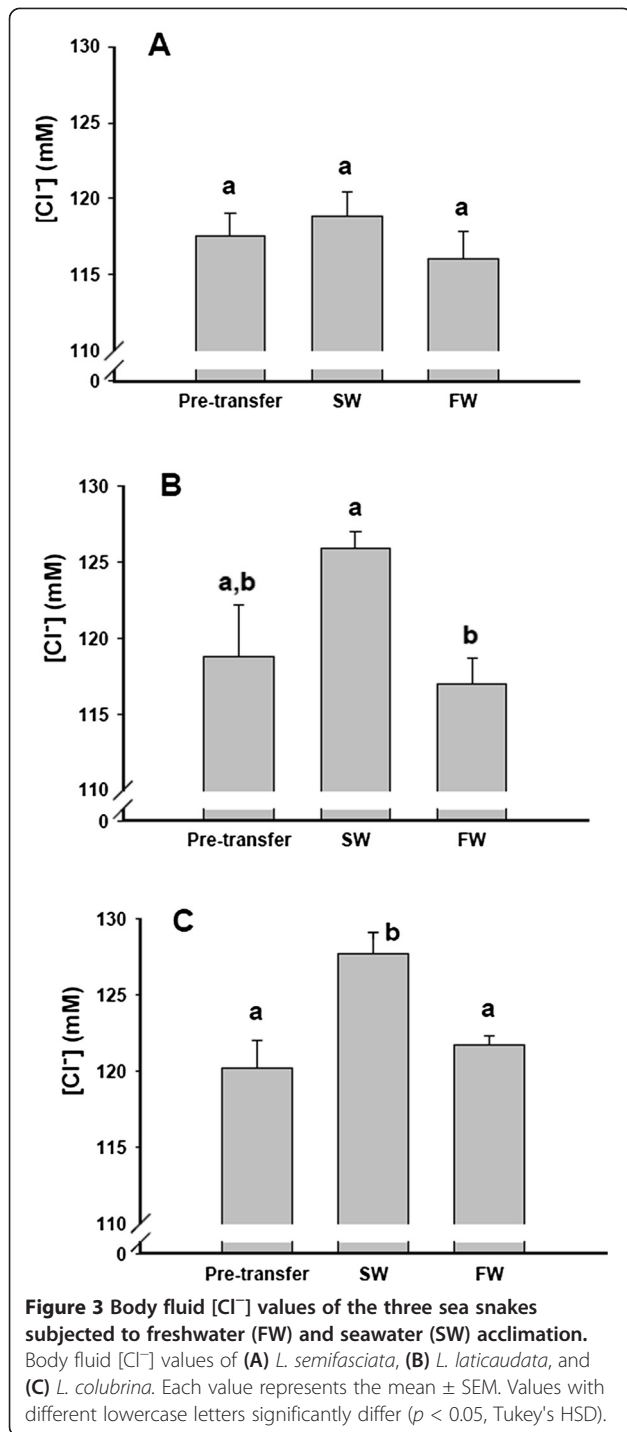 A
130
125
120
115
110
0
[Cl⁻] (mM)
a
a
a
Pre-transfer SW FW
B
130
125
120
115
110
0
[Cl⁻] (mM)
a,b
a
b
Pre-transfer SW FW
C
130
125
120
115
110
0
[Cl⁻] (mM)
a
b
a
Pre-transfer SW FW
Figure 3 Body fluid [Cl⁻] values of the three sea snakes
subjected to freshwater (FW) and seawater (SW) acclimation.
Body fluid [Cl⁻] values of (A) L. semifasciata, (B) L. laticaudata, and
(C) L. colubrina. Each value represents the mean ± SEM. Values with
different lowercase letters significantly differ (p < 0.05, Tukey's HSD).